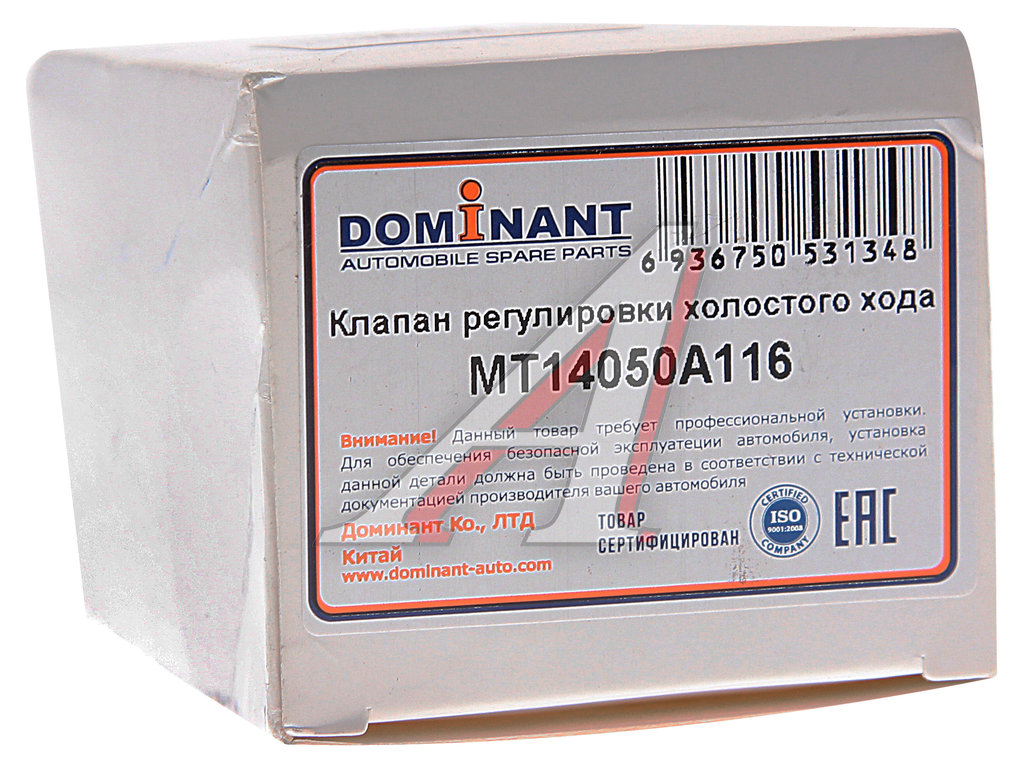 DOMiNANT
AUTOMOBILE SPARE PARTS
6 936750 531348
Клапан регулировки холостого хода
MT14050A116
Внимание! Данный товар требует профессиональной установки.
Для обеспечения безопасной эксплуатеции автомобиля, установка
данной детали должна быть проведена в соответствии с технической
документацией производителя вашего автомобиля
Доминант Ко., ЛТД
Китай
www.dominant-auto.com
ТОВАР
СЕРТИФИЦИРОВАН
CERTIFIED
ISO
9001:2008
COMPANY
EAC